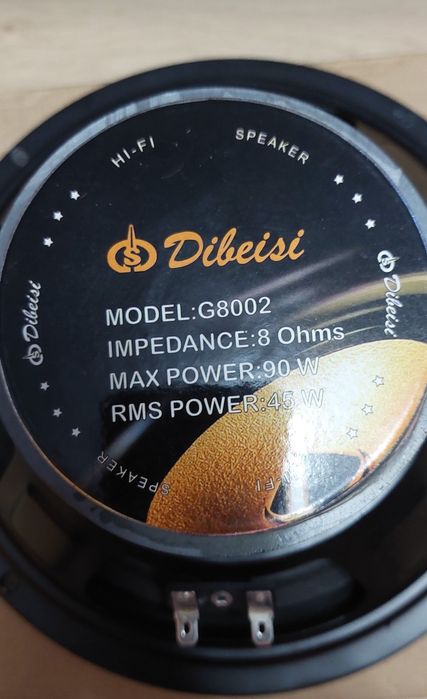 HI-FI SPEAKER
Dibeisi
Dibeisi
Dibeisi
MODEL:G8002
IMPEDANCE:8 Ohms
MAX POWER:90 W
RMS POWER:45 W
SPEAKER
HI-FI